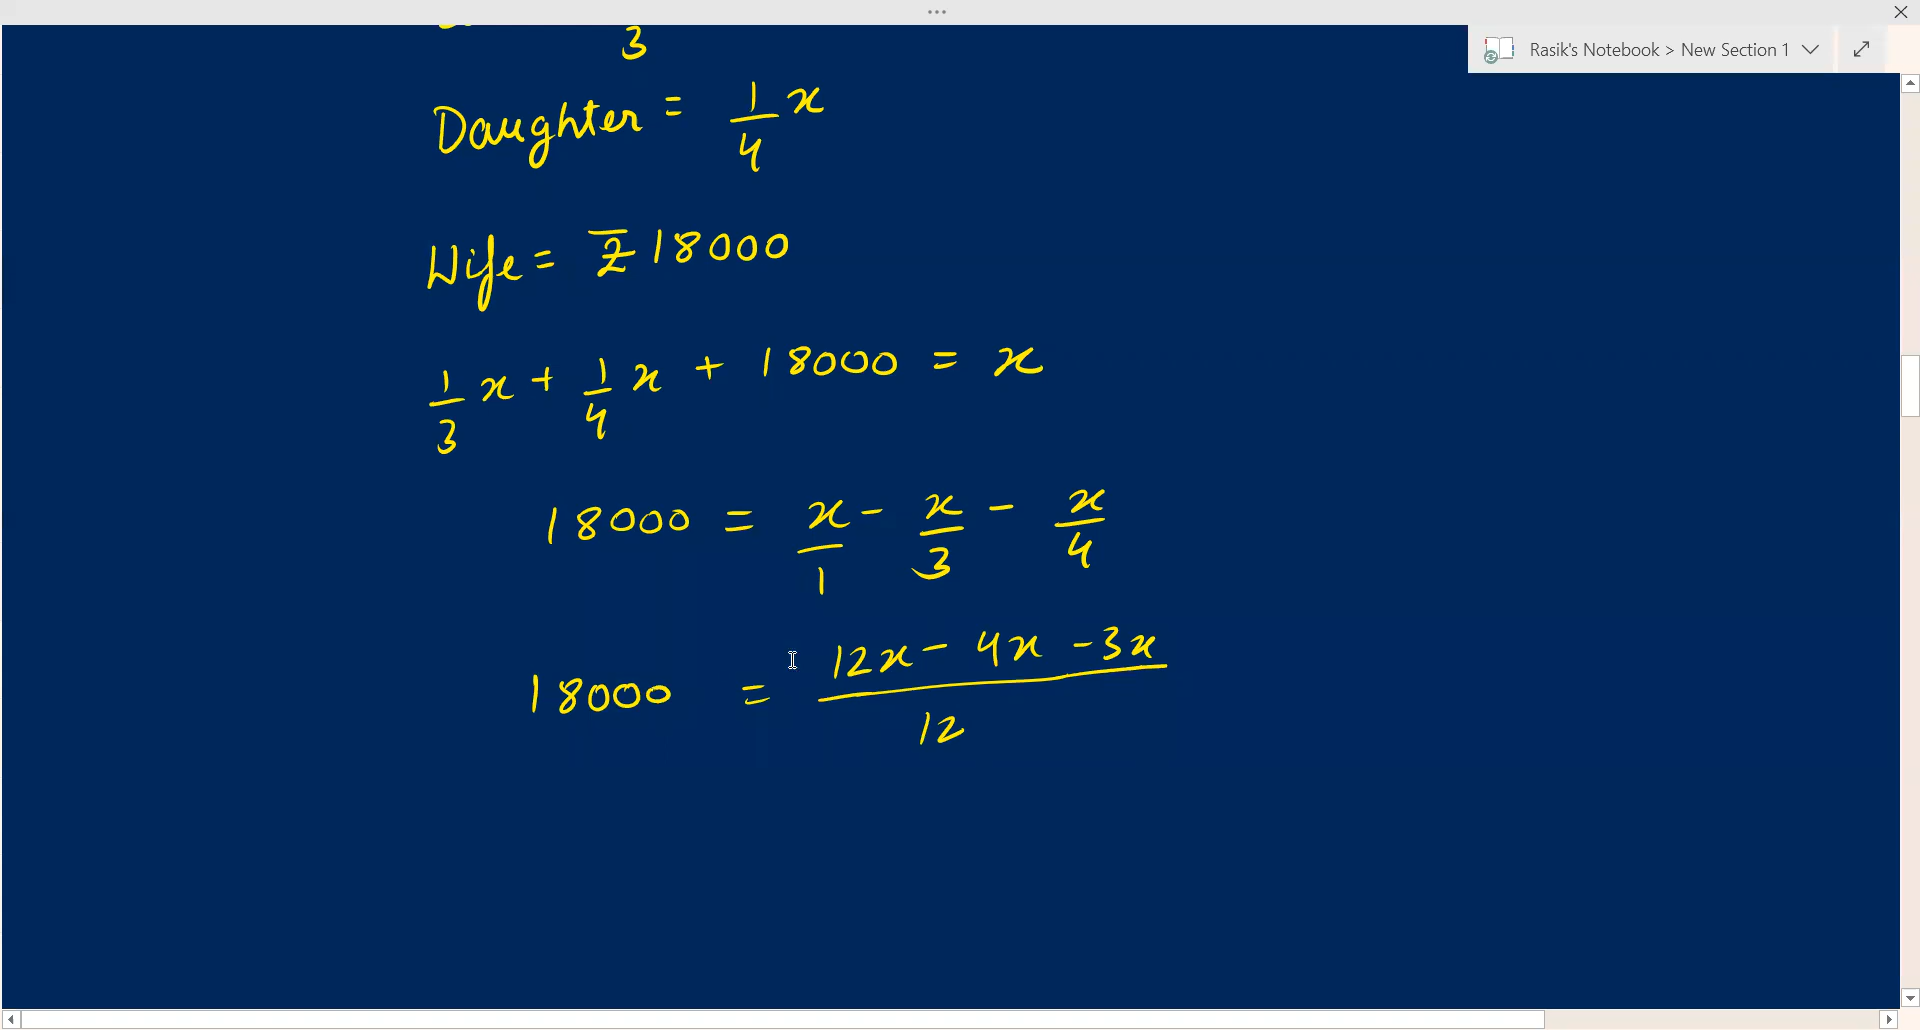 ...
Rasik's Notebook > New Section 1
3
Daughter = 1/4 x
Wife = ₹18000
1/3 x + 1/4 x + 18000 = x
18000 = x/1 - x/3 - x/4
18000 = 12x - 4x - 3x / 12